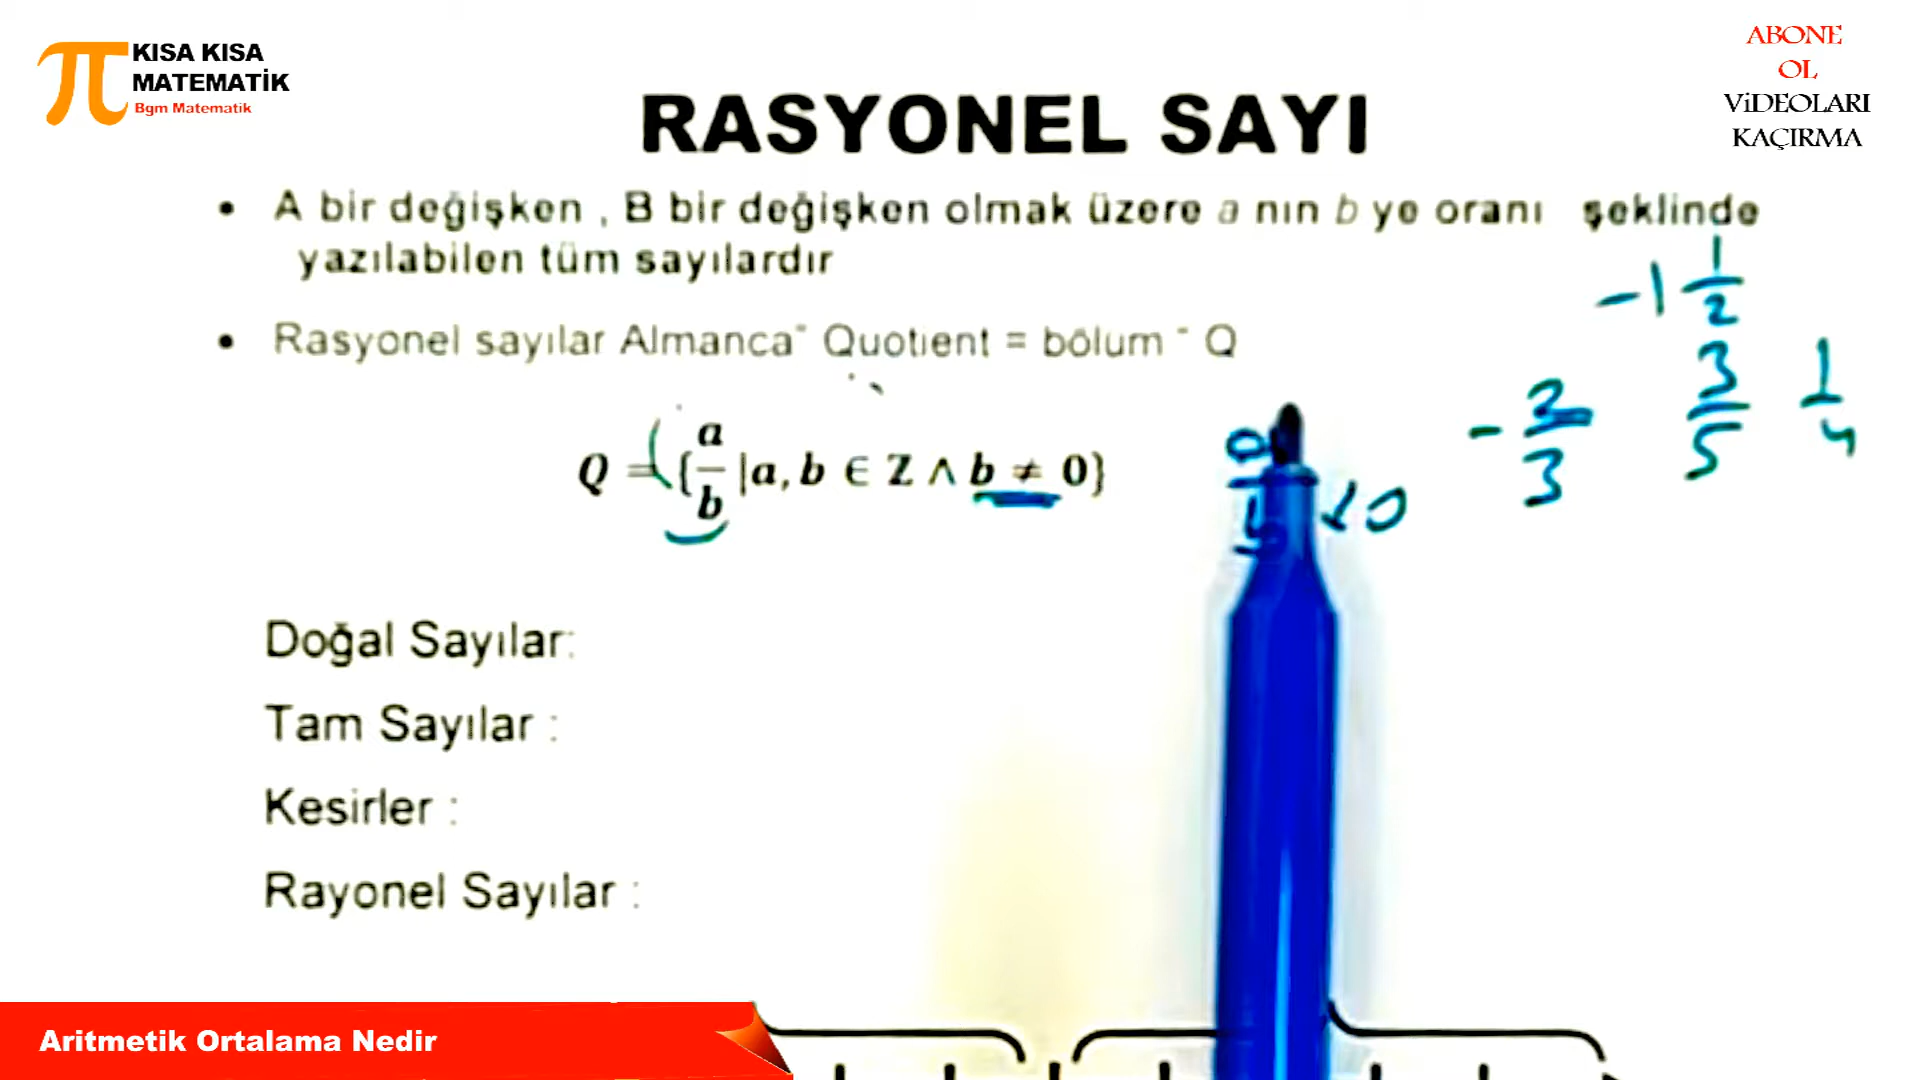 KISA KISA
MATEMATİK
Bgm Matematik
ABONE
OL
ViDEOLARI
KAÇIRMA
RASYONEL SAYI
• A bir değişken , B bir değişken olmak üzere a nın b ye oranı şeklinde
yazılabilen tüm sayılardır
-1 1/2
• Rasyonel sayılar Almanca" Quotient = bölüm " Q
-2/3 3/5 1/4
Q = {a/b |a, b ∈ Z ∧ b ≠ 0}
Doğal Sayılar:
Tam Sayılar :
Kesirler :
Rayonel Sayılar :
Aritmetik Ortalama Nedir